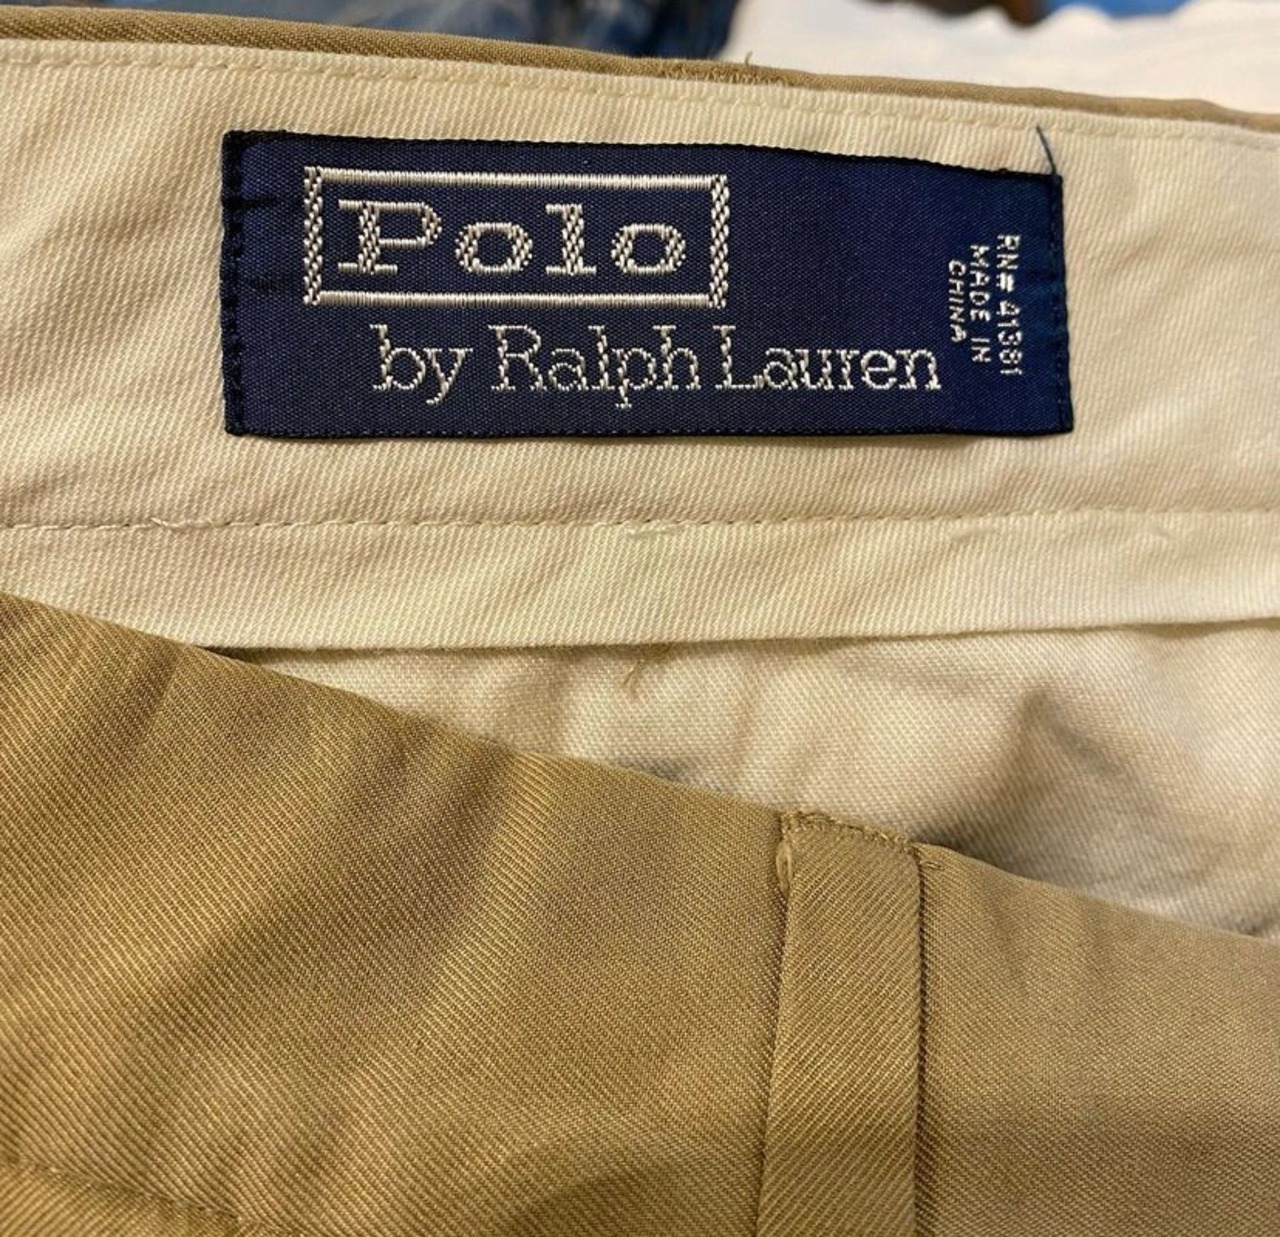 Polo
by Ralph Lauren
RN# 41381
MADE IN
CHINA